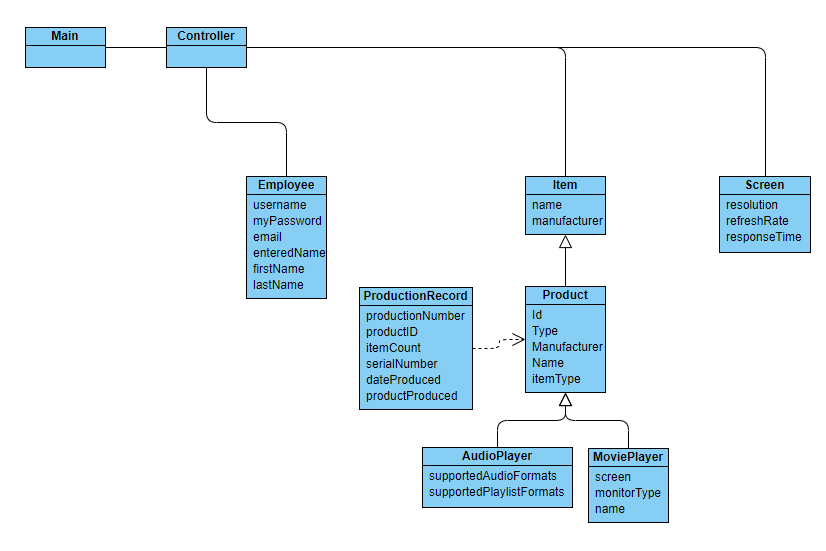 Main
Controller
Employee
username
myPassword
email
enteredName
firstName
lastName
Item
name
manufacturer
Screen
resolution
refreshRate
responseTime
ProductionRecord
productionNumber
productID
itemCount
serialNumber
dateProduced
productProduced
Product
Id
Type
Manufacturer
Name
itemType
AudioPlayer
supportedAudioFormats
supportedPlaylistFormats
MoviePlayer
screen
monitorType
name